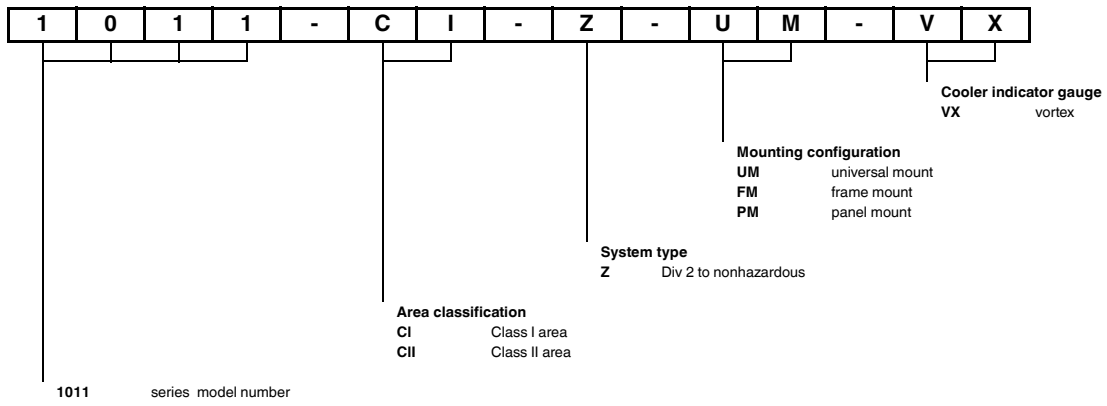 1 0 1 1 - C I - Z - U M - V X
Cooler indicator gauge
VX vortex
Mounting configuration
UM universal mount
FM frame mount
PM panel mount
System type
Z Div 2 to nonhazardous
Area classification
CI Class I area
CII Class II area
1011 series model number